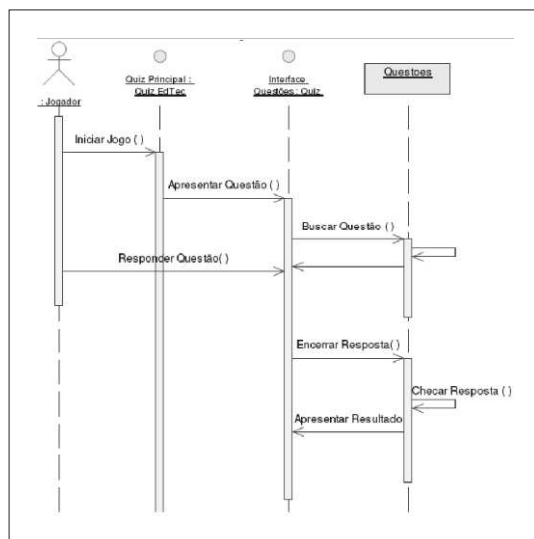 Quiz Principal :
Quiz EdTec
Interface
Questões: Quiz
Questoes
: Jogador
Iniciar Jogo ( )
Apresentar Questão ( )
Buscar Questão ( )
Responder Questão( )
Encerrar Resposta( )
Checar Resposta ( )
Apresentar Resultado